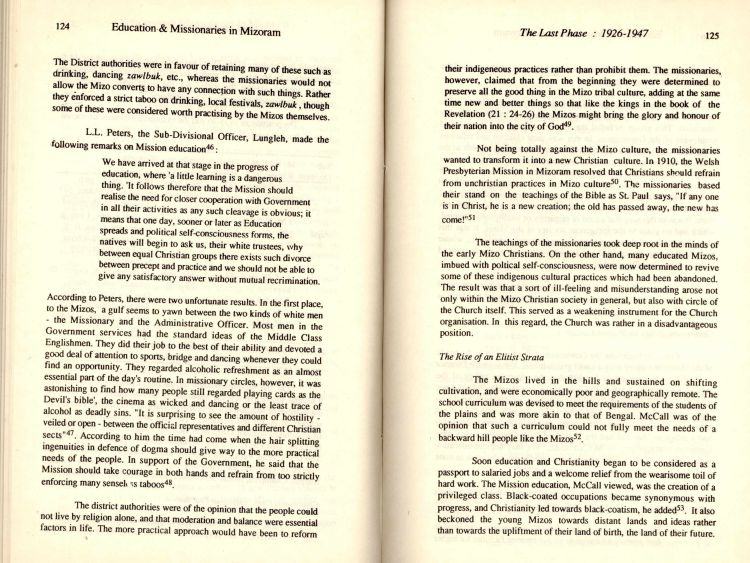 124
Education & Missionaries in Mizoram
The District authorities were in favour of retaining many of these such as
drinking, dancing zawlbuk, etc., whereas the missionaries would not
allow the Mizo converts to have any connection with such things. Rather
they enforced a strict taboo on drinking, local festivals, zawlbuk, though
some of these were considered worth practising by the Mizos themselves.
L.L. Peters, the Sub-Divisional Officer, Lungleh, made the
following remarks on Mission education46 :
We have arrived at that stage in the progress of
education, where 'a little learning is a dangerous
thing. 'It follows therefore that the Mission should
realise the need for closer cooperation with Government
in all their activities as any such cleavage is obvious; it
means that one day, sooner or later as Education
spreads and political self-consciousness forms, the
natives will begin to ask us, their white trustees, why
between equal Christian groups there exists such divorce
between precept and practice and we should not be able to
give any satisfactory answer without mutual recrimination.
According to Peters, there were two unfortunate results. In the first place,
to the Mizos, a gulf seems to yawn between the two kinds of white men
- the Missionary and the Administrative Officer. Most men in the
Government services had the standard ideas of the Middle Class
Englishmen. They did their job to the best of their ability and devoted a
good deal of attention to sports, bridge and dancing whenever they could
find an opportunity. They regarded alcoholic refreshment as an almost
essential part of the day's routine. In missionary circles, however, it was
astonishing to find how many people still regarded playing cards as the
Devil's bible', the cinema as wicked and dancing or the least trace of
alcohol as deadly sins. "It is surprising to see the amount of hostility -
veiled or open - between the official representatives and different Christian
sects"47. According to him the time had come when the hair splitting
ingenuities in defence of dogma should give way to the more practical
needs of the people. In support of the Government, he said that the
Mission should take courage in both hands and refrain from too strictly
enforcing many taboos48.
The district authorities were of the opinion that the people could
not live by religion alone, and that moderation and balance were essential
factors in life. The more practical approach would have been to reform
The Last Phase : 1926-1947
125
their indigenous practices rather than prohibit them. The missionaries,
however, claimed that from the beginning they were determined to
preserve all the good thing in the Mizo tribal culture, adding at the same
time new and better things so that like the kings in the book of the
Revelation (21 : 24-26) the Mizos might bring the glory and honour of
their nation into the city of God49.
Not being totally against the Mizo culture, the missionaries
wanted to transform it into a new Christian culture. In 1910, the Welsh
Presbyterian Mission in Mizoram resolved that Christians should refrain
from unchristian practices in Mizo culture50. The missionaries based
their stand on the teachings of the Bible as St. Paul says, "If any one
is in Christ, he is a new creation; the old has passed away, the new has
come!"51
The teachings of the missionaries took deep root in the minds of
the early Mizo Christians. On the other hand, many educated Mizos,
imbued with political self-consciousness, were now determined to revive
some of these indigenous cultural practices which had been abandoned.
The result was that a sort of ill-feeling and misunderstanding arose not
only within the Mizo Christian society in general, but also with circle of
the Church itself. This served as a weakening instrument for the Church
organisation. In this regard, the Church was rather in a disadvantageous
position.
The Rise of an Elitist Strata
The Mizos lived in the hills and sustained on shifting
cultivation, and were economically poor and geographically remote. The
school curriculum was devised to meet the requirements of the students of
the plains and was more akin to that of Bengal. McCall was of the
opinion that such a curriculum could not fully meet the needs of a
backward hill people like the Mizos52.
Soon education and Christianity began to be considered as a
passport to salaried jobs and a welcome relief from the wearisome toil of
hard work. The Mission education, McCall viewed, was the creation of a
privileged class. Black-coated occupations became synonymous with
progress, and Christianity led towards black-coatism, he added53. It also
beckoned the young Mizos towards distant lands and ideas rather
than towards the upliftment of their land of birth, the land of their future.